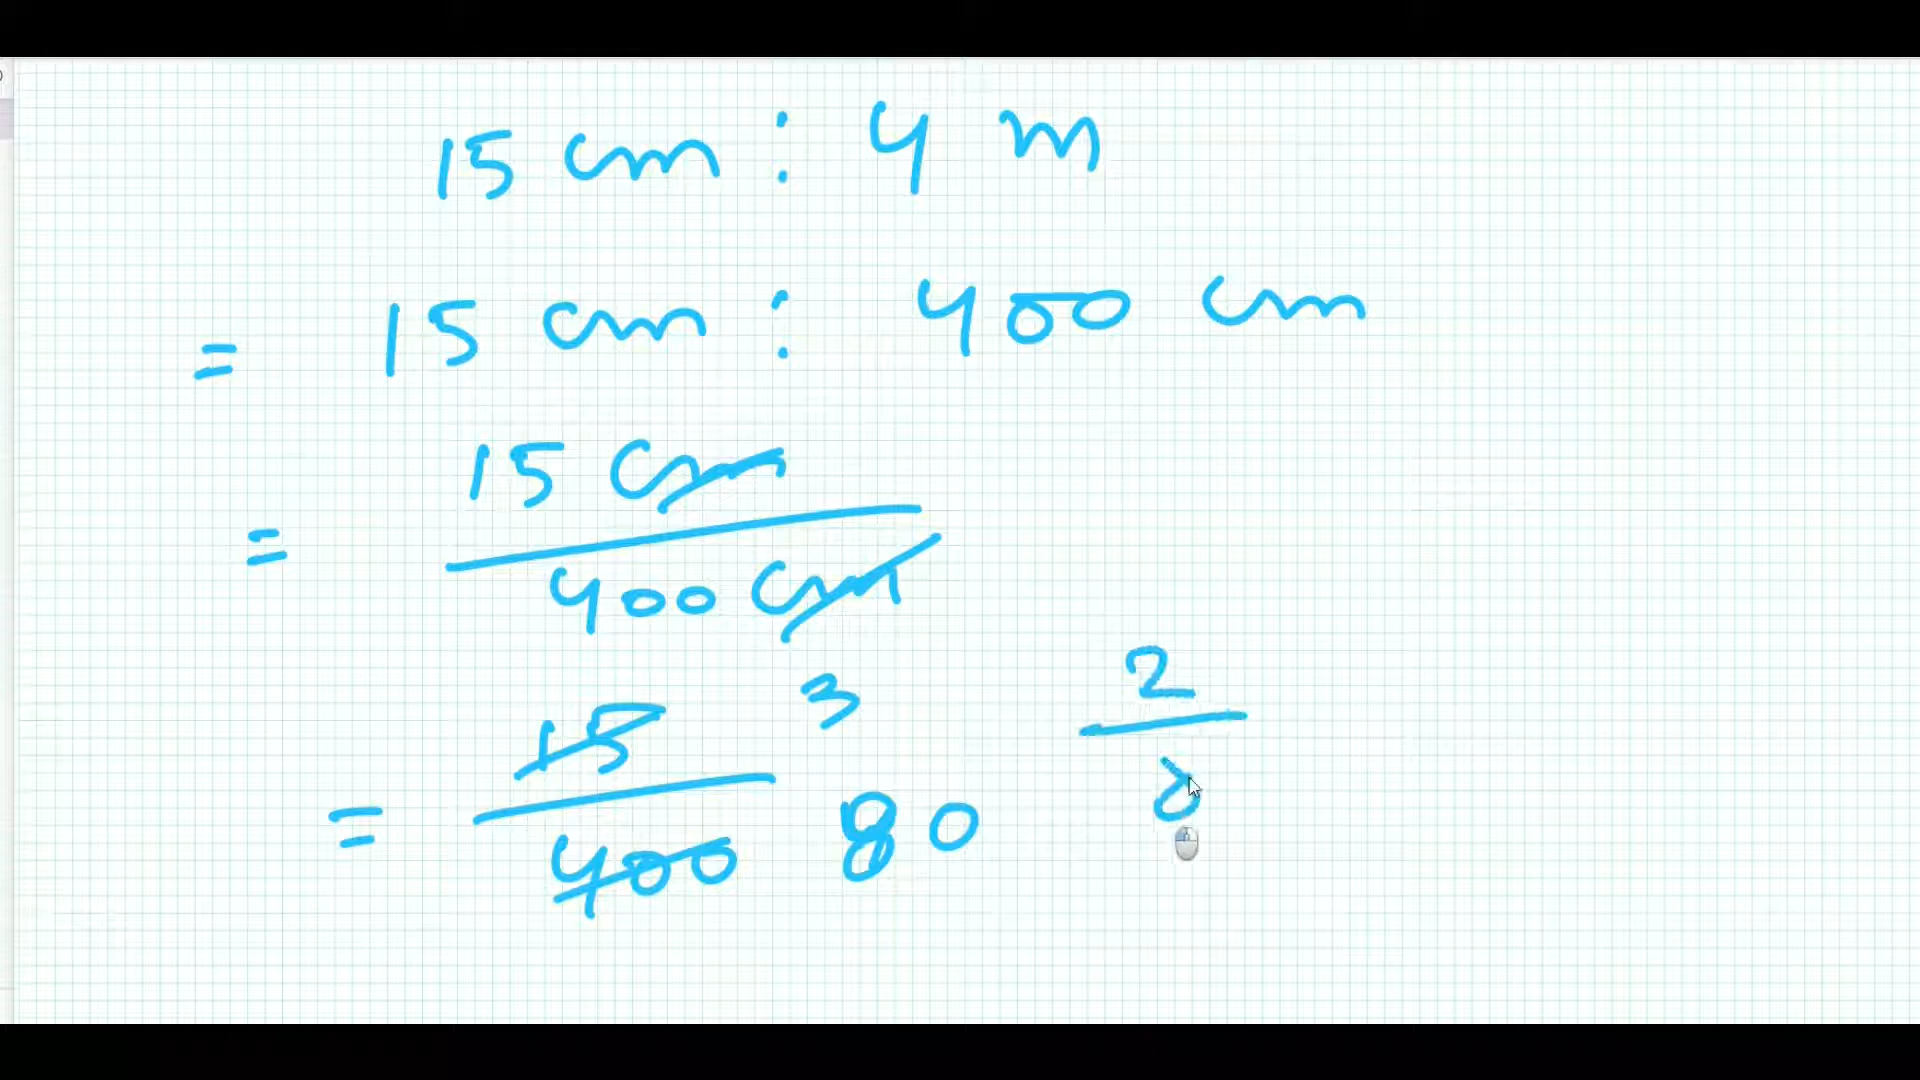 15 cm : 4 m
= 15 cm : 400 cm
= 15 cm
400 cm
= 15 3
400 80
2